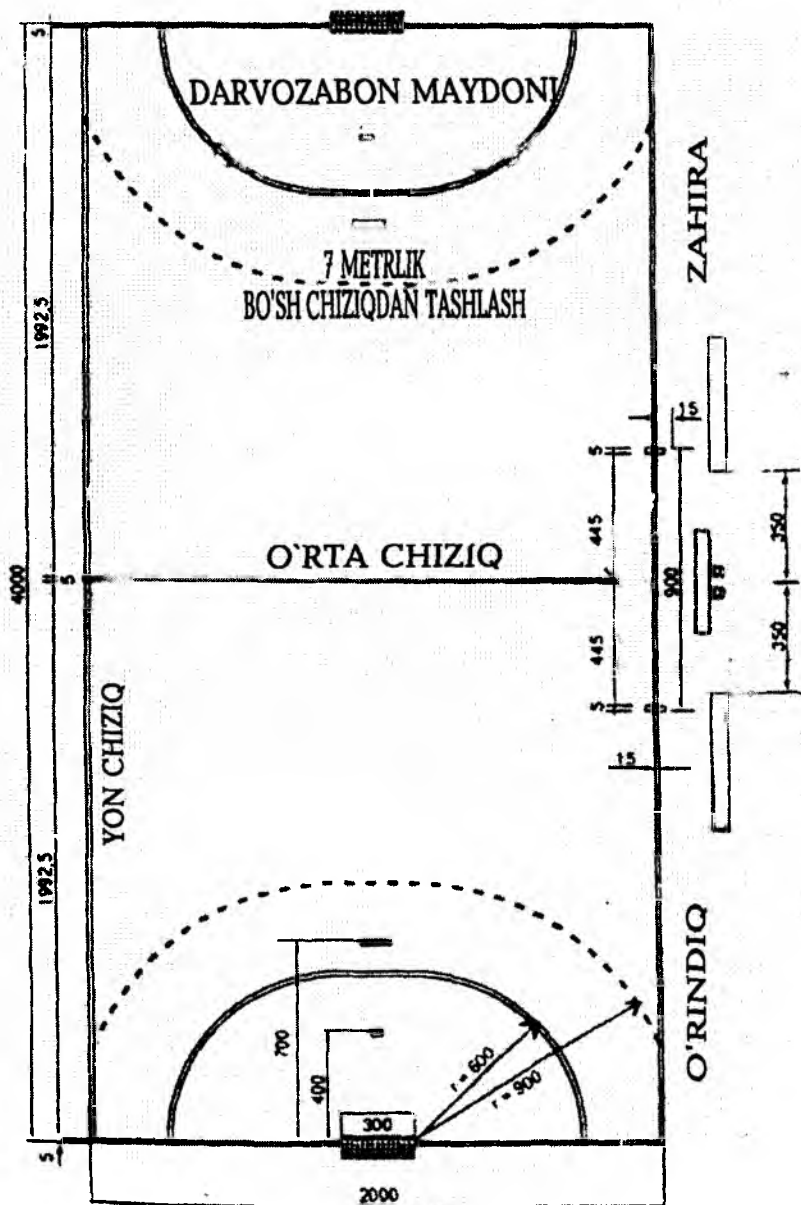 5
DARVOZABON MAYDONI
ZAHIRA
7 METRLIK
BO'SH CHIZIQDAN TASHLASH
1992,5
15
5
445
350
900
O`RTA CHIZIQ
4000
5
445
350
5
YON CHIZIQ
15
1992,5
O'RINDIQ
700
400
r = 600
r = 900
300
5
2000